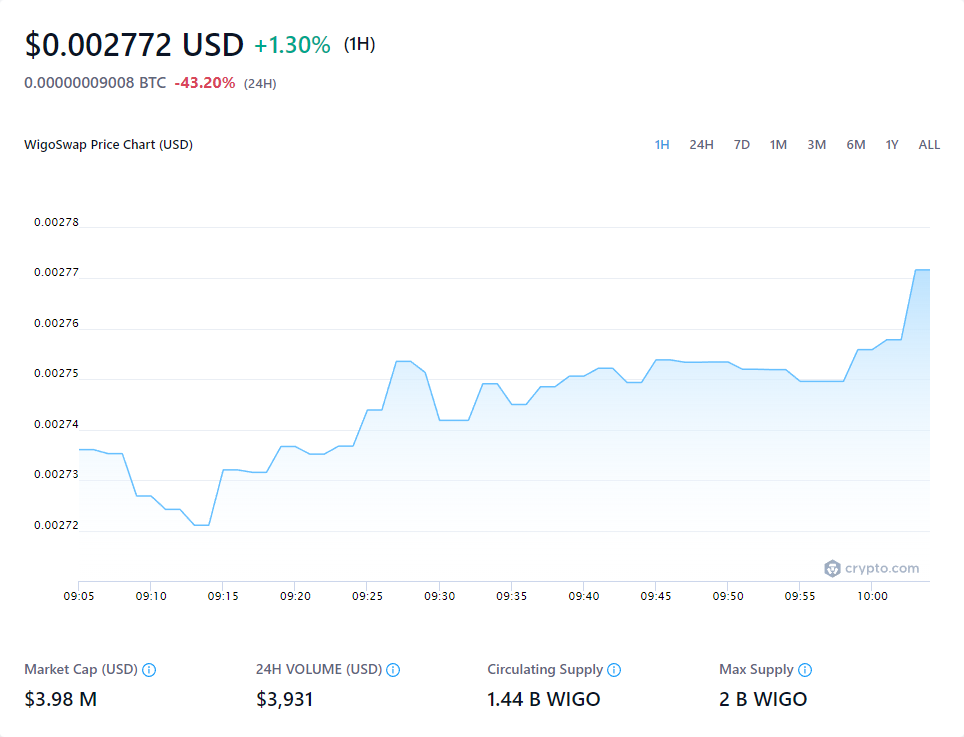 $0.002772 USD +1.30% (1H)
0.00000009008 BTC -43.20% (24H)
WigoSwap Price Chart (USD) 1H 24H 7D 1M 3M 6M 1Y ALL
0.00278
0.00277
0.00276
0.00275
0.00274
0.00273
0.00272
crypto.com
09:05 09:10 09:15 09:20 09:25 09:30 09:35 09:40 09:45 09:50 09:55 10:00
Market Cap (USD) 24H VOLUME (USD) Circulating Supply Max Supply
$3.98 M $3,931 1.44 B WIGO 2 B WIGO